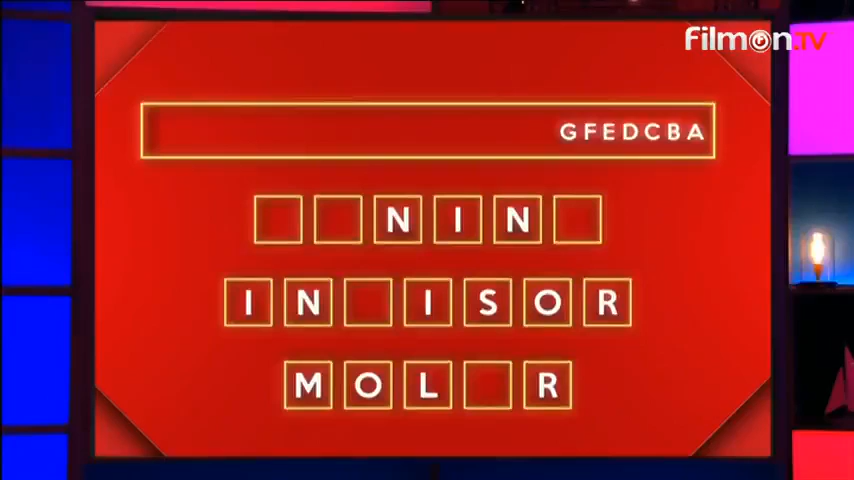 Filmon.TV
GFEDCBA
NIN
IN ISOR
MOL R